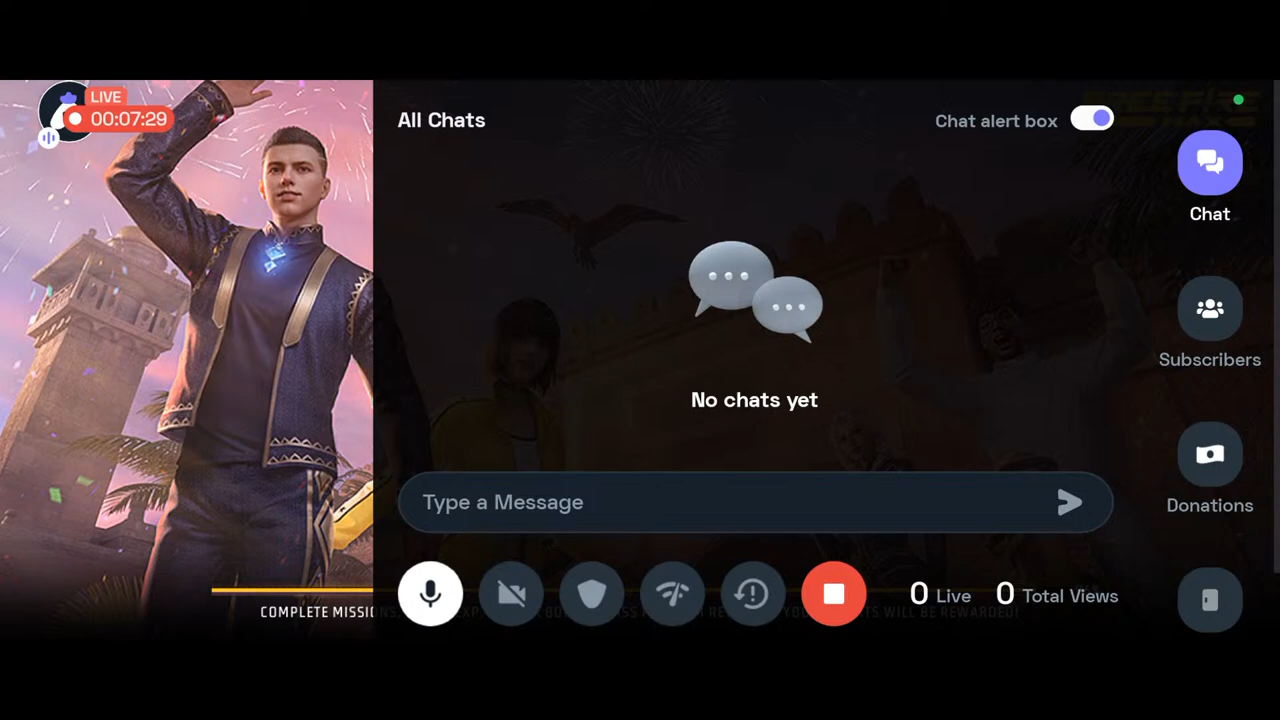 LIVE
00:07:29
All Chats
Chat alert box
Chat
No chats yet
Subscribers
Type a Message
Donations
0 Live 0 Total Views
COMPLETE MISSI